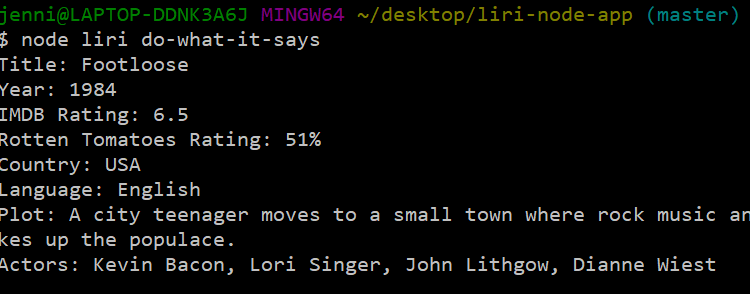 jenni@LAPTOP-DDNK3A6J MINGW64 ~/desktop/liri-node-app (master)
$ node liri do-what-it-says
Title: Footloose
Year: 1984
IMDB Rating: 6.5
Rotten Tomatoes Rating: 51%
Country: USA
Language: English
Plot: A city teenager moves to a small town where rock music an
kes up the populace.
Actors: Kevin Bacon, Lori Singer, John Lithgow, Dianne Wiest